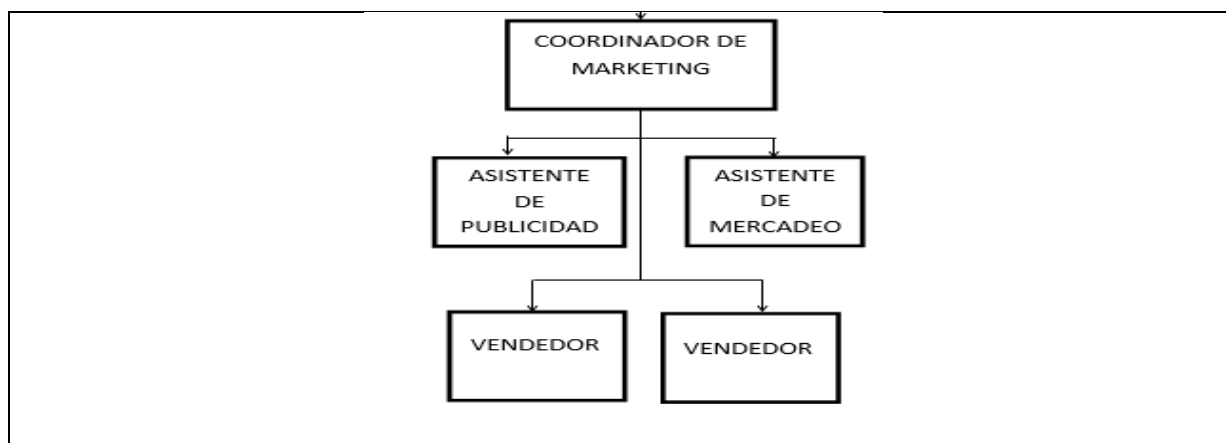 COORDINADOR DE
MARKETING
ASISTENTE
DE
PUBLICIDAD
ASISTENTE
DE
MERCADEO
VENDEDOR
VENDEDOR